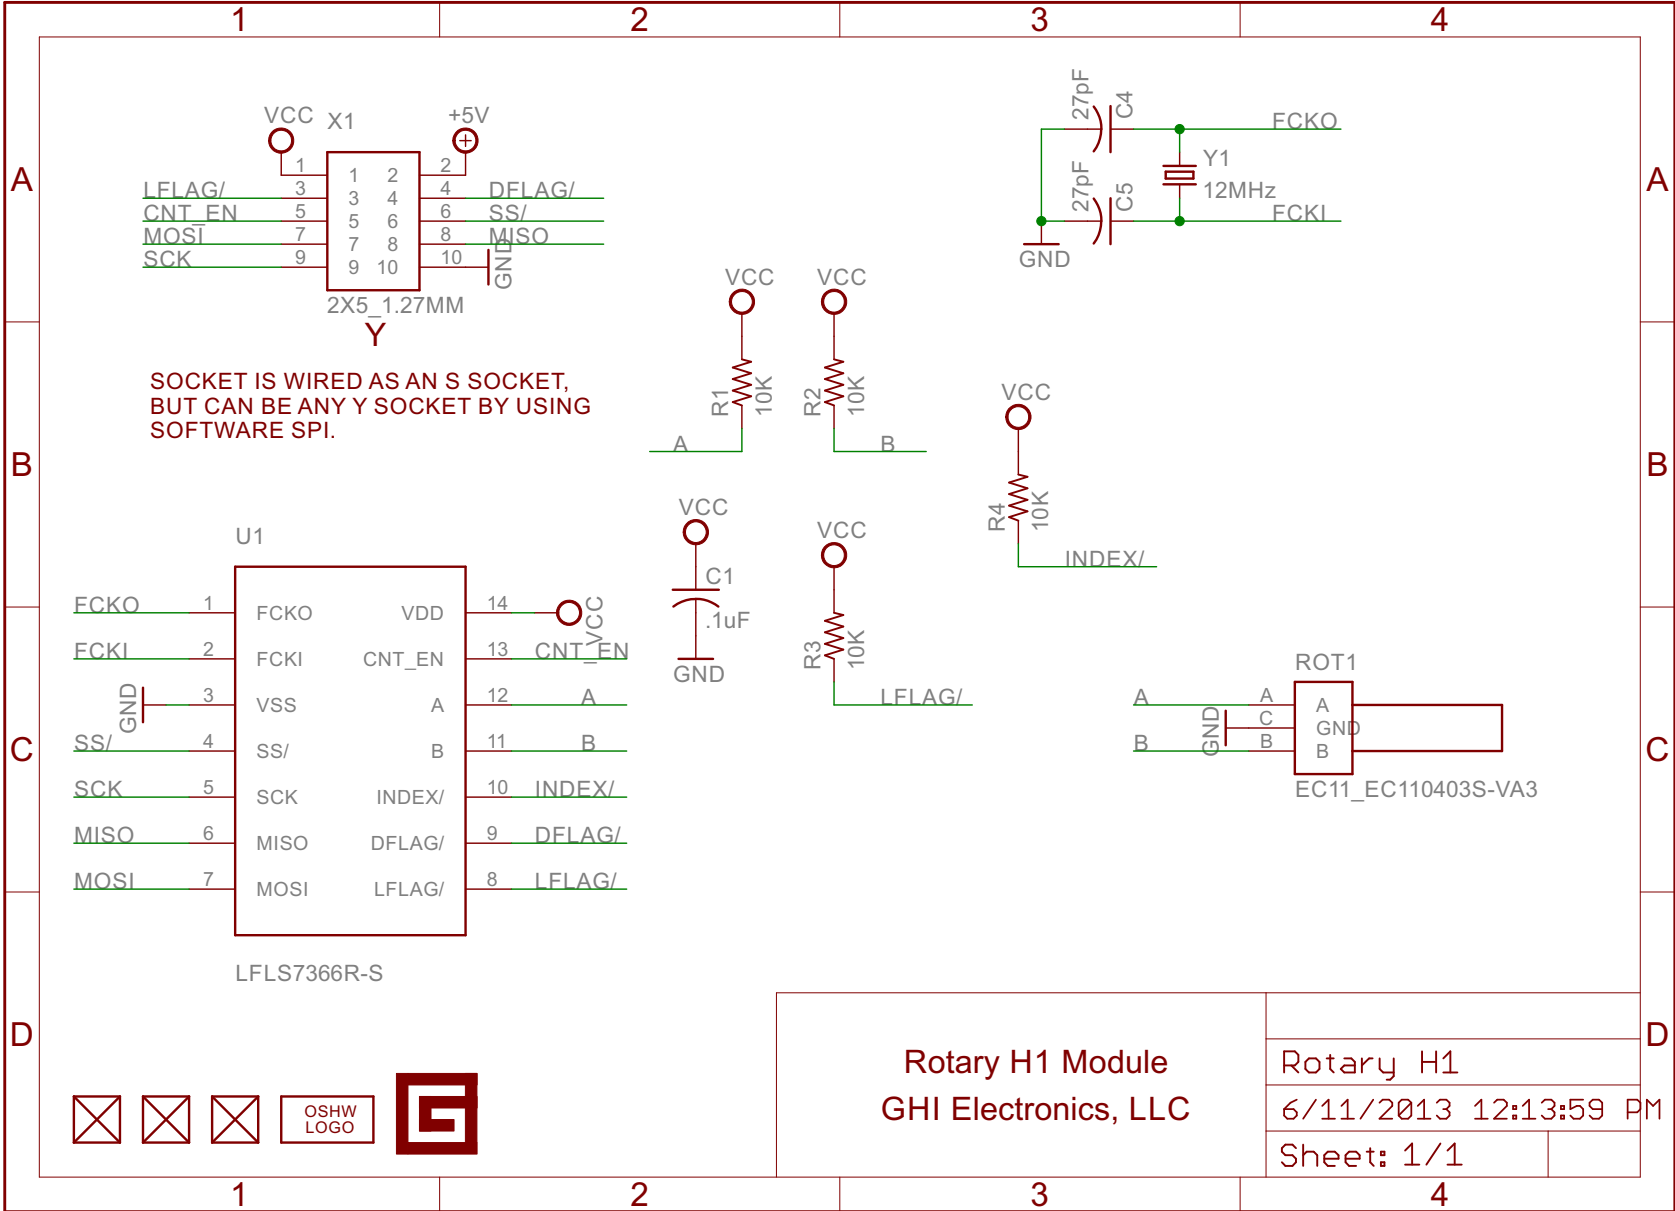 1 2 3 4
A A
B B
C C
D D
VCC X1 +5V
1 1 2 2
LFLAG/ 3 3 4 4 DFLAG/
CNT_EN 5 5 6 6 SS/
MOSI 7 7 8 8 MISO
SCK 9 9 10 10 GND
2X5_1.27MM
Y
SOCKET IS WIRED AS AN S SOCKET,
BUT CAN BE ANY Y SOCKET BY USING
SOFTWARE SPI.
27pF C4 FCKO
Y1
12MHz
27pF C5 FCKI
GND
VCC VCC
R1 10K R2 10K
A B
VCC
R4 10K
INDEX/
VCC
C1
.1uF
GND
VCC
R3 10K
LFLAG/
U1
FCKO 1 FCKO VDD 14 VCC
FCKI 2 FCKI CNT_EN 13 CNT_EN
GND 3 VSS A 12 A
SS/ 4 SS/ B 11 B
SCK 5 SCK INDEX/ 10 INDEX/
MISO 6 MISO DFLAG/ 9 DFLAG/
MOSI 7 MOSI LFLAG/ 8 LFLAG/
LFLS7366R-S
ROT1
A A A
GND C GND
B B B
EC11_EC110403S-VA3
OSHW
LOGO
G
Rotary H1 Module
GHI Electronics, LLC
Rotary H1
6/11/2013 12:13:59 PM
Sheet: 1/1
1 2 3 4